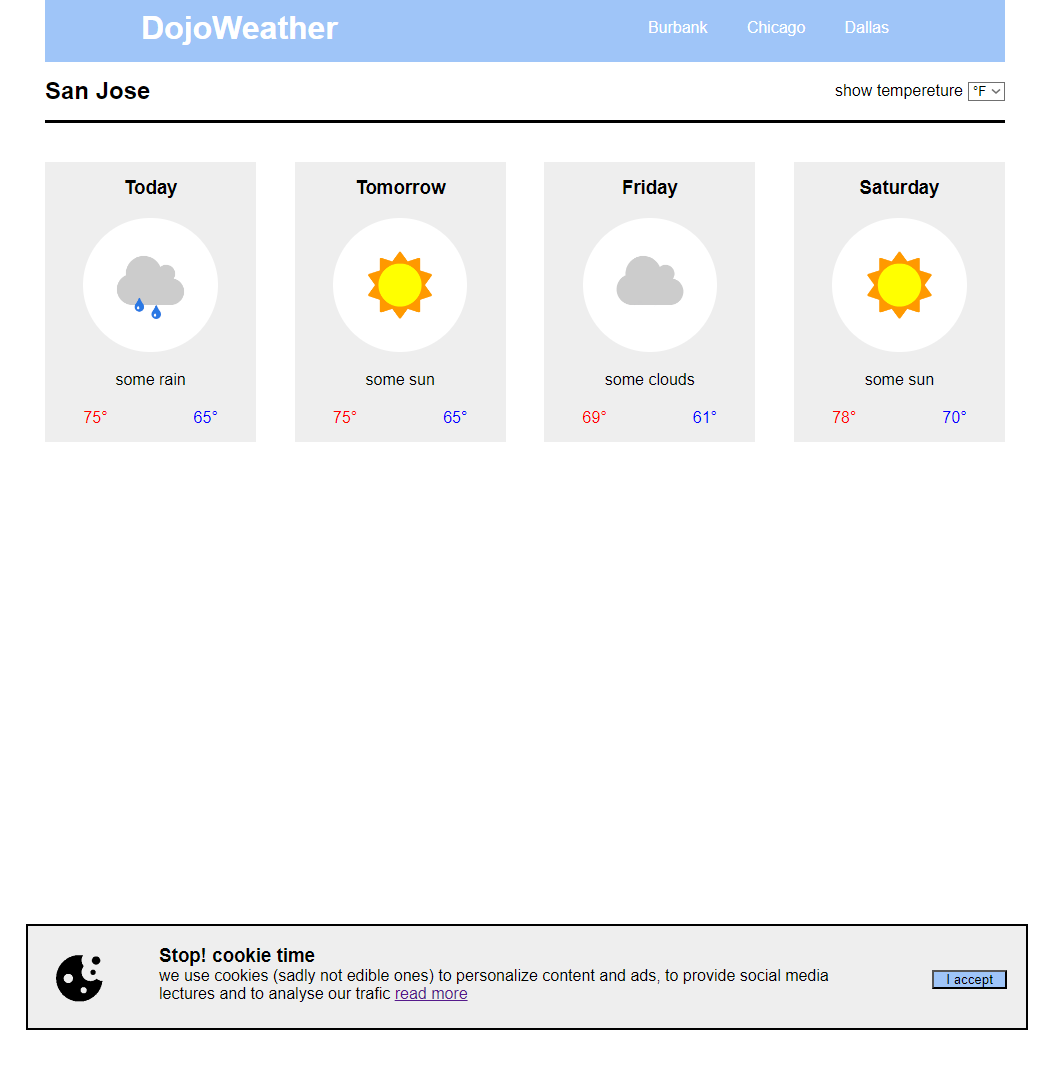 DojoWeather Burbank Chicago Dallas
San Jose show tempereture °F
Today Tomorrow Friday Saturday
some rain some sun some clouds some sun
75° 65° 75° 65° 69° 61° 78° 70°
Stop! cookie time
we use cookies (sadly not edible ones) to personalize content and ads, to provide social media
lectures and to analyse our trafic read more
I accept